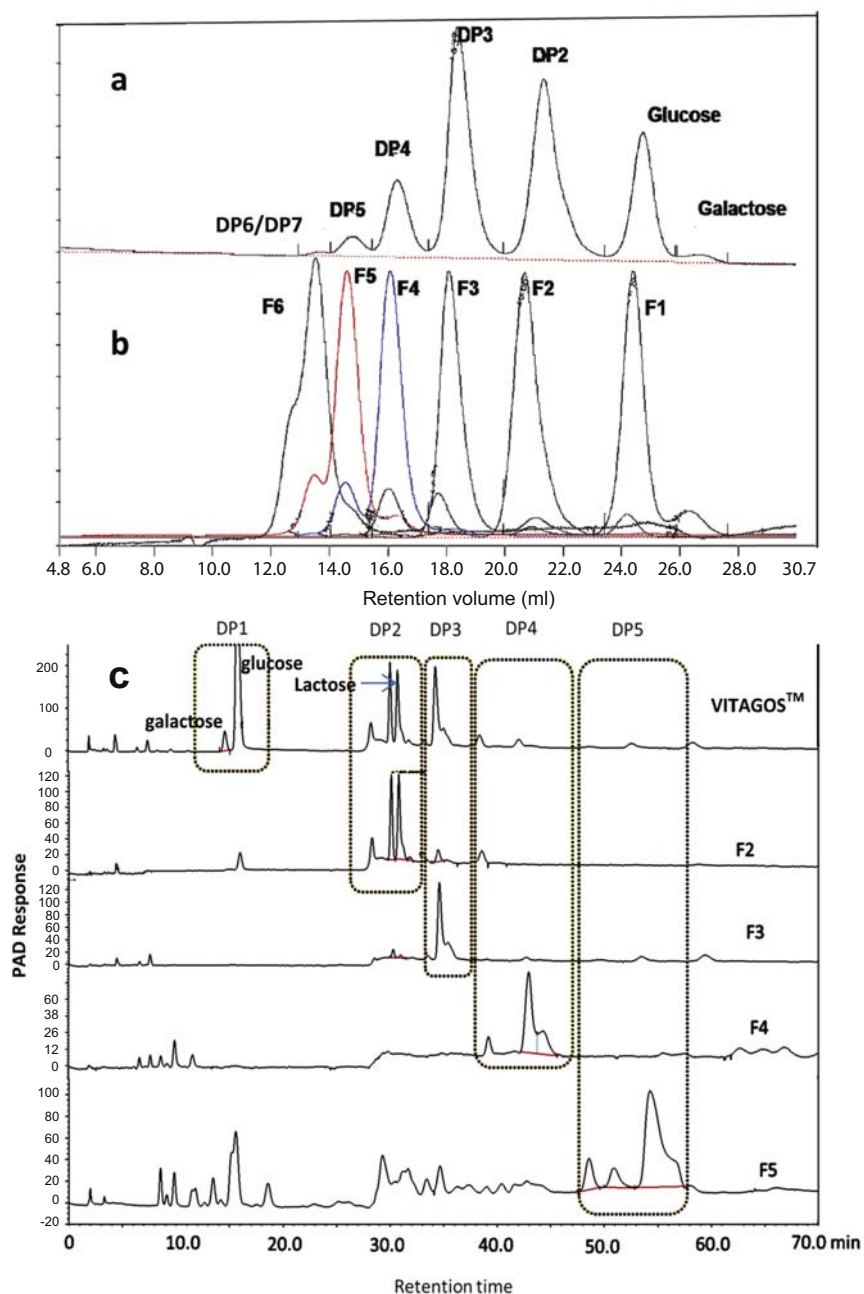 a
DP3
DP2
Glucose
DP4
DP5
DP6/DP7
Galactose
b
F6
F5
F4
F3
F2
F1
4.8 6.0 8.0 10.0 12.0 14.0 16.0 18.0 20.0 22.0 24.0 26.0 28.0 30.7
Retention volume (ml)
DP1 DP2 DP3 DP4 DP5
c
200
100
0
galactose
glucose
Lactose
VITAGOS™
120
100
80
60
40
20
0
F2
120
100
80
60
40
20
0
F3
60
38
26
12
0
F4
100
80
60
40
20
0
-20
F5
PAD Response
0 10.0 20.0 30.0 40.0 50.0 60.0 70.0 min
Retention time